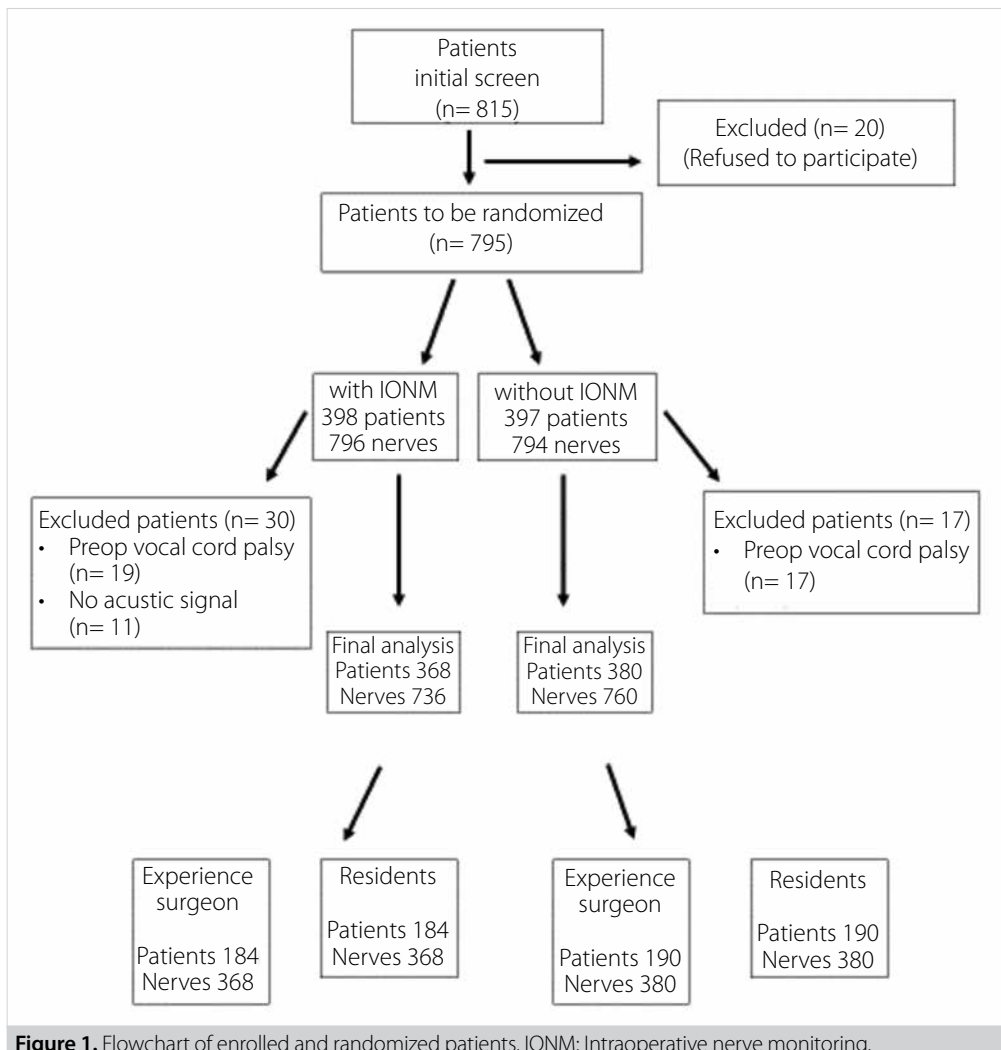 Patients
initial screen
(n= 815)
Excluded (n= 20)
(Refused to participate)
Patients to be randomized
(n= 795)
with IONM
398 patients
796 nerves
without IONM
397 patients
794 nerves
Excluded patients (n= 30)
• Preop vocal cord palsy
(n= 19)
• No acustic signal
(n= 11)
Excluded patients (n= 17)
• Preop vocal cord palsy
(n= 17)
Final analysis
Patients 368
Nerves 736
Final analysis
Patients 380
Nerves 760
Experience
surgeon
Patients 184
Nerves 368
Residents
Patients 184
Nerves 368
Experience
surgeon
Patients 190
Nerves 380
Residents
Patients 190
Nerves 380
Figure 1. Flowchart of enrolled and randomized patients. IONM: Intraoperative nerve monitoring.